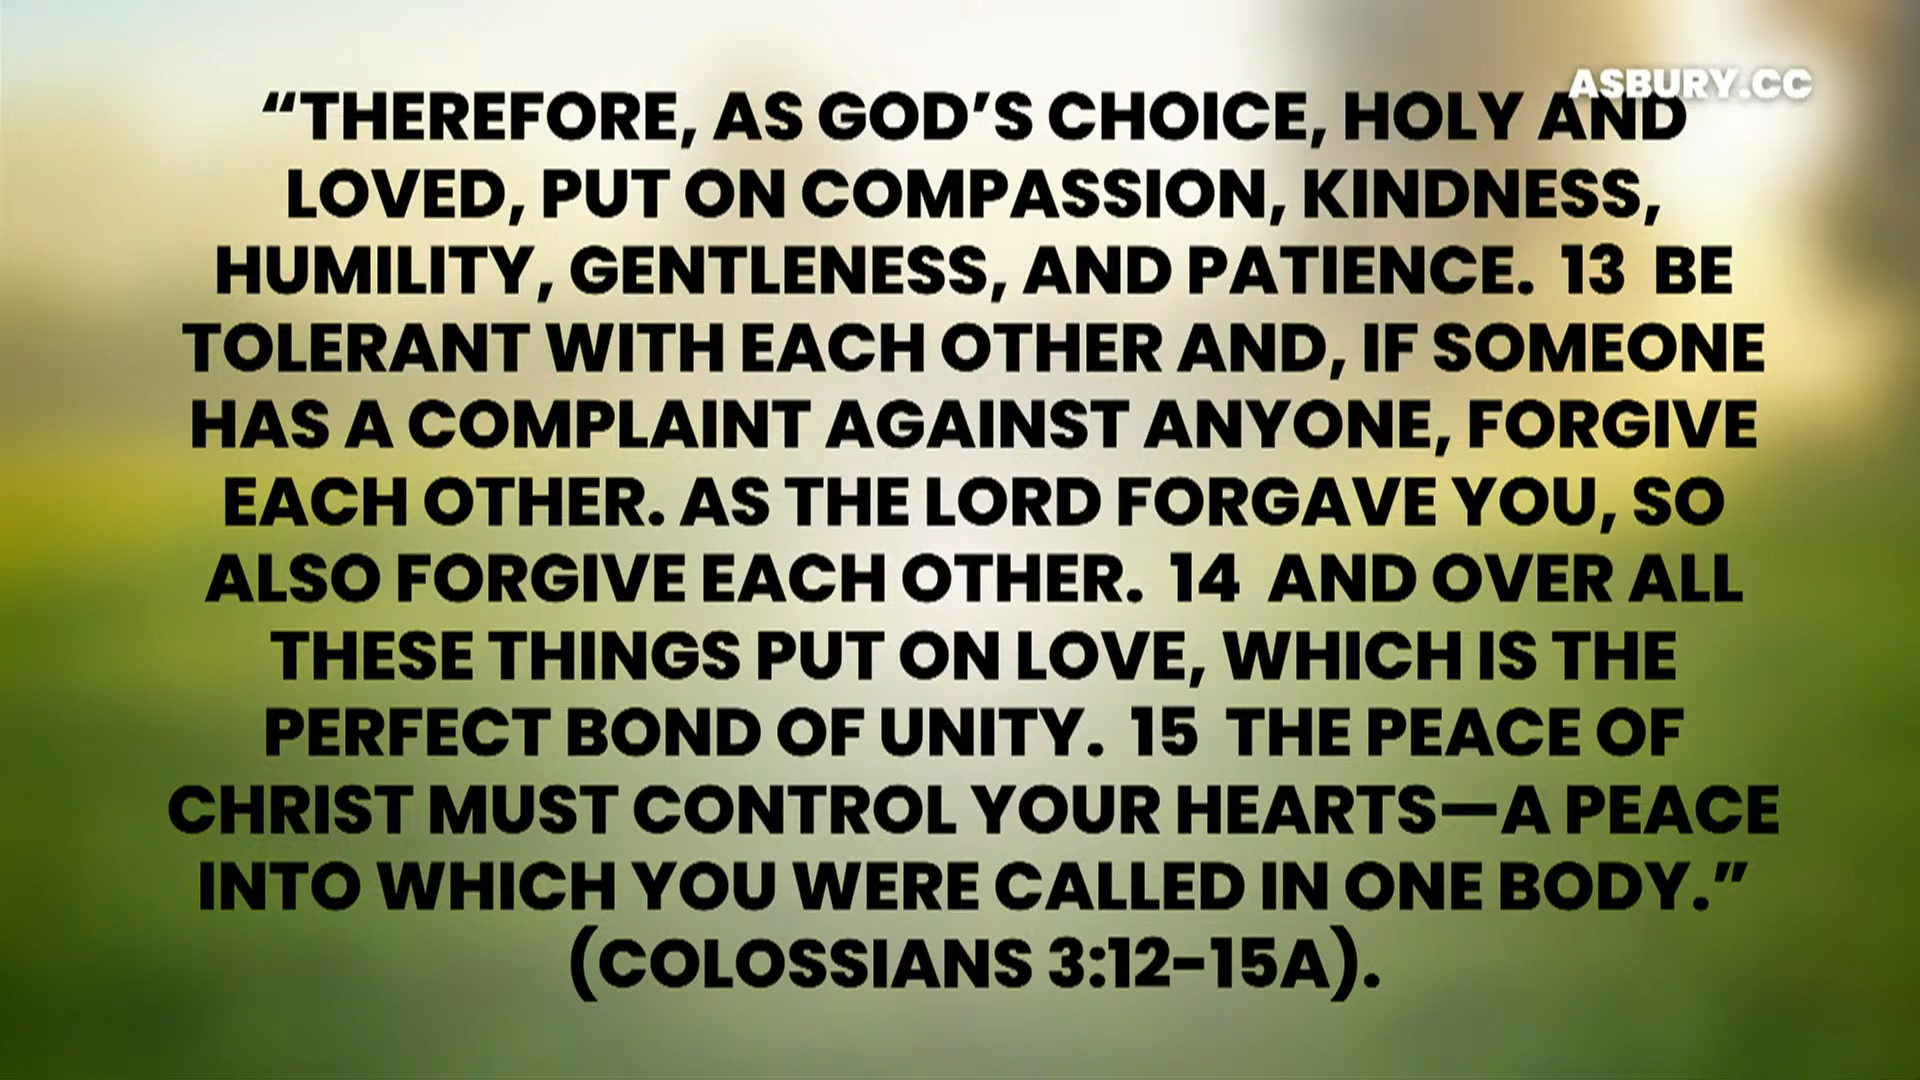 ASBURY.CC
“THEREFORE, AS GOD’S CHOICE, HOLY AND
LOVED, PUT ON COMPASSION, KINDNESS,
HUMILITY, GENTLENESS, AND PATIENCE. 13 BE
TOLERANT WITH EACH OTHER AND, IF SOMEONE
HAS A COMPLAINT AGAINST ANYONE, FORGIVE
EACH OTHER. AS THE LORD FORGAVE YOU, SO
ALSO FORGIVE EACH OTHER. 14 AND OVER ALL
THESE THINGS PUT ON LOVE, WHICH IS THE
PERFECT BOND OF UNITY. 15 THE PEACE OF
CHRIST MUST CONTROL YOUR HEARTS—A PEACE
INTO WHICH YOU WERE CALLED IN ONE BODY.”
(COLOSSIANS 3:12–15A).